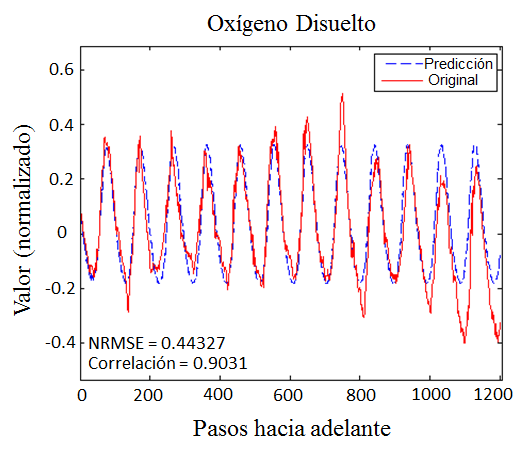 Oxígeno Disuelto
Predicción
Original
Valor (normalizado)
0.6
0.4
0.2
0
-0.2
-0.4
NRMSE = 0.44327
Correlación = 0.9031
0 200 400 600 800 1000 1200
Pasos hacia adelante